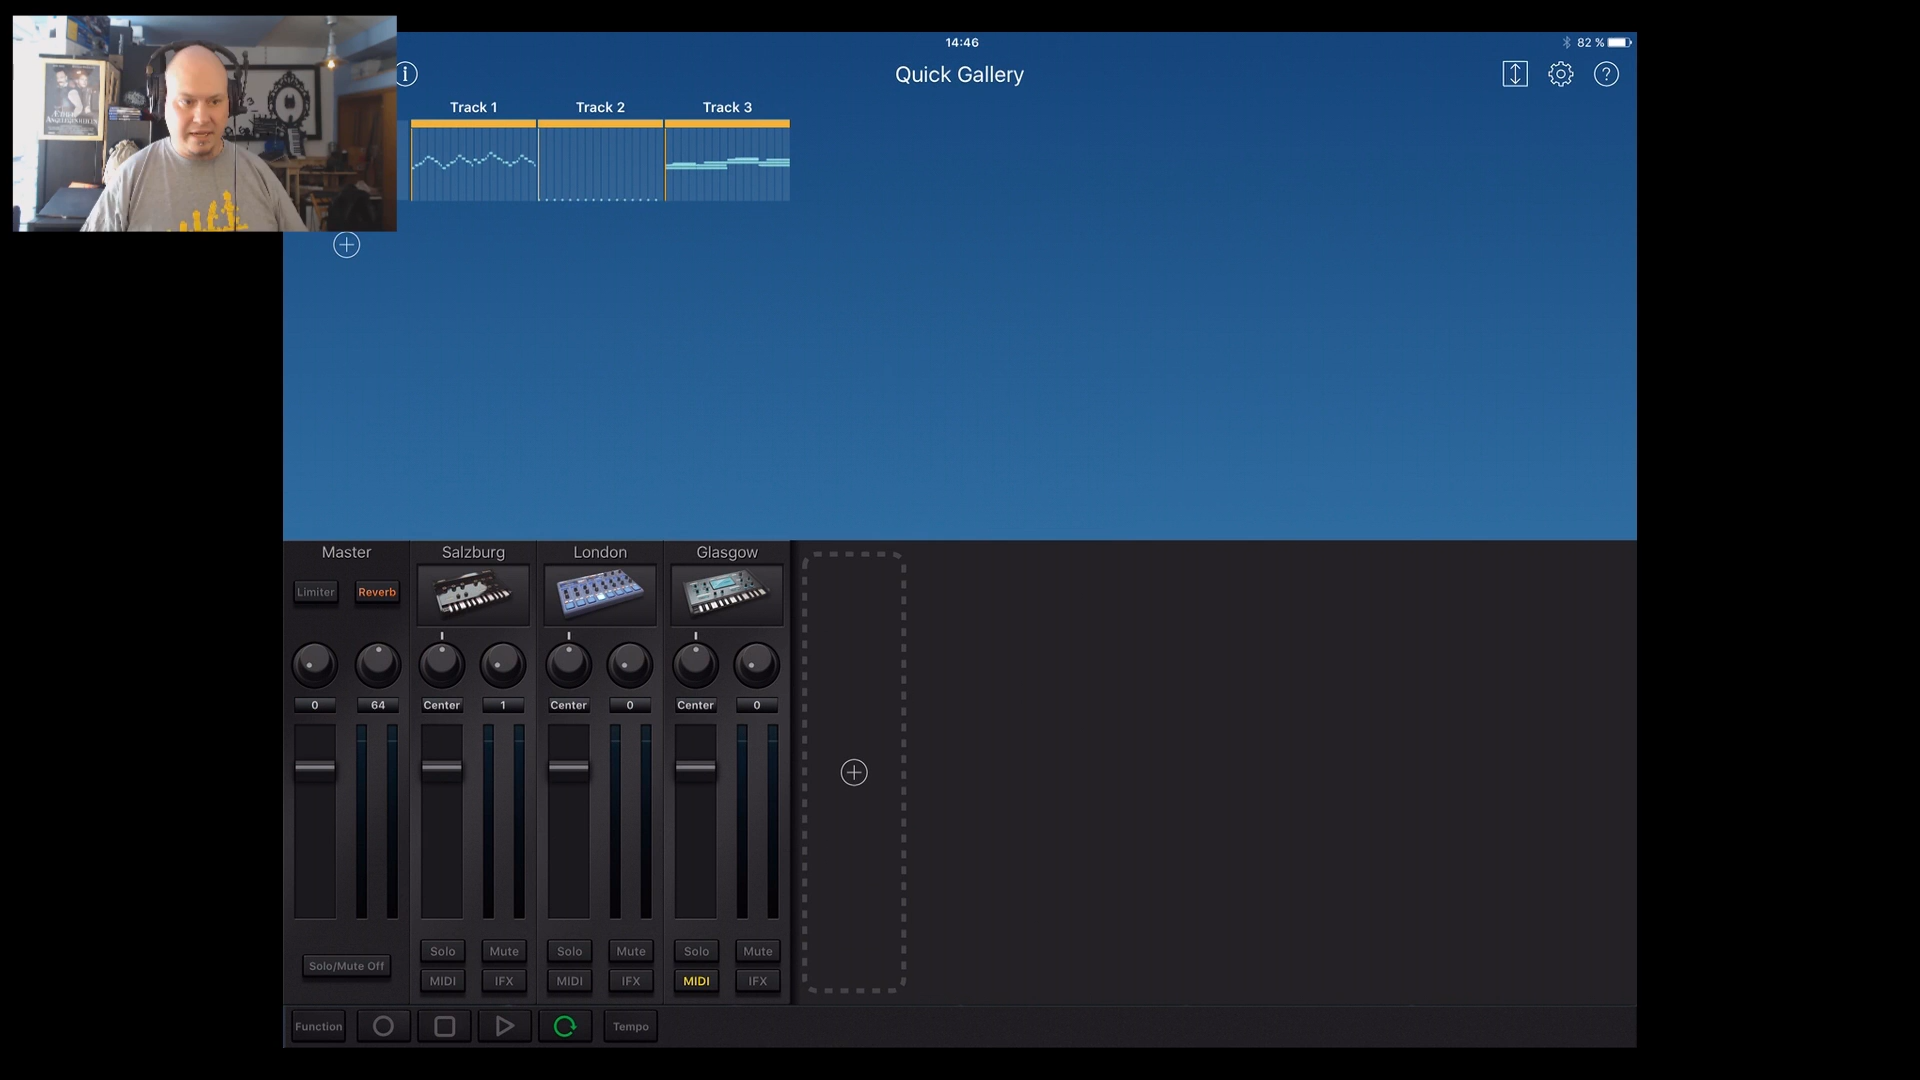 14:46
82 %
Quick Gallery
Track 1 Track 2 Track 3
Master Salzburg London Glasgow
Limiter Reverb
0 64 Center 1 Center 0 Center 0
Solo Mute Solo Mute Solo Mute
Solo/Mute Off
MIDI IFX MIDI IFX MIDI IFX
Function Tempo